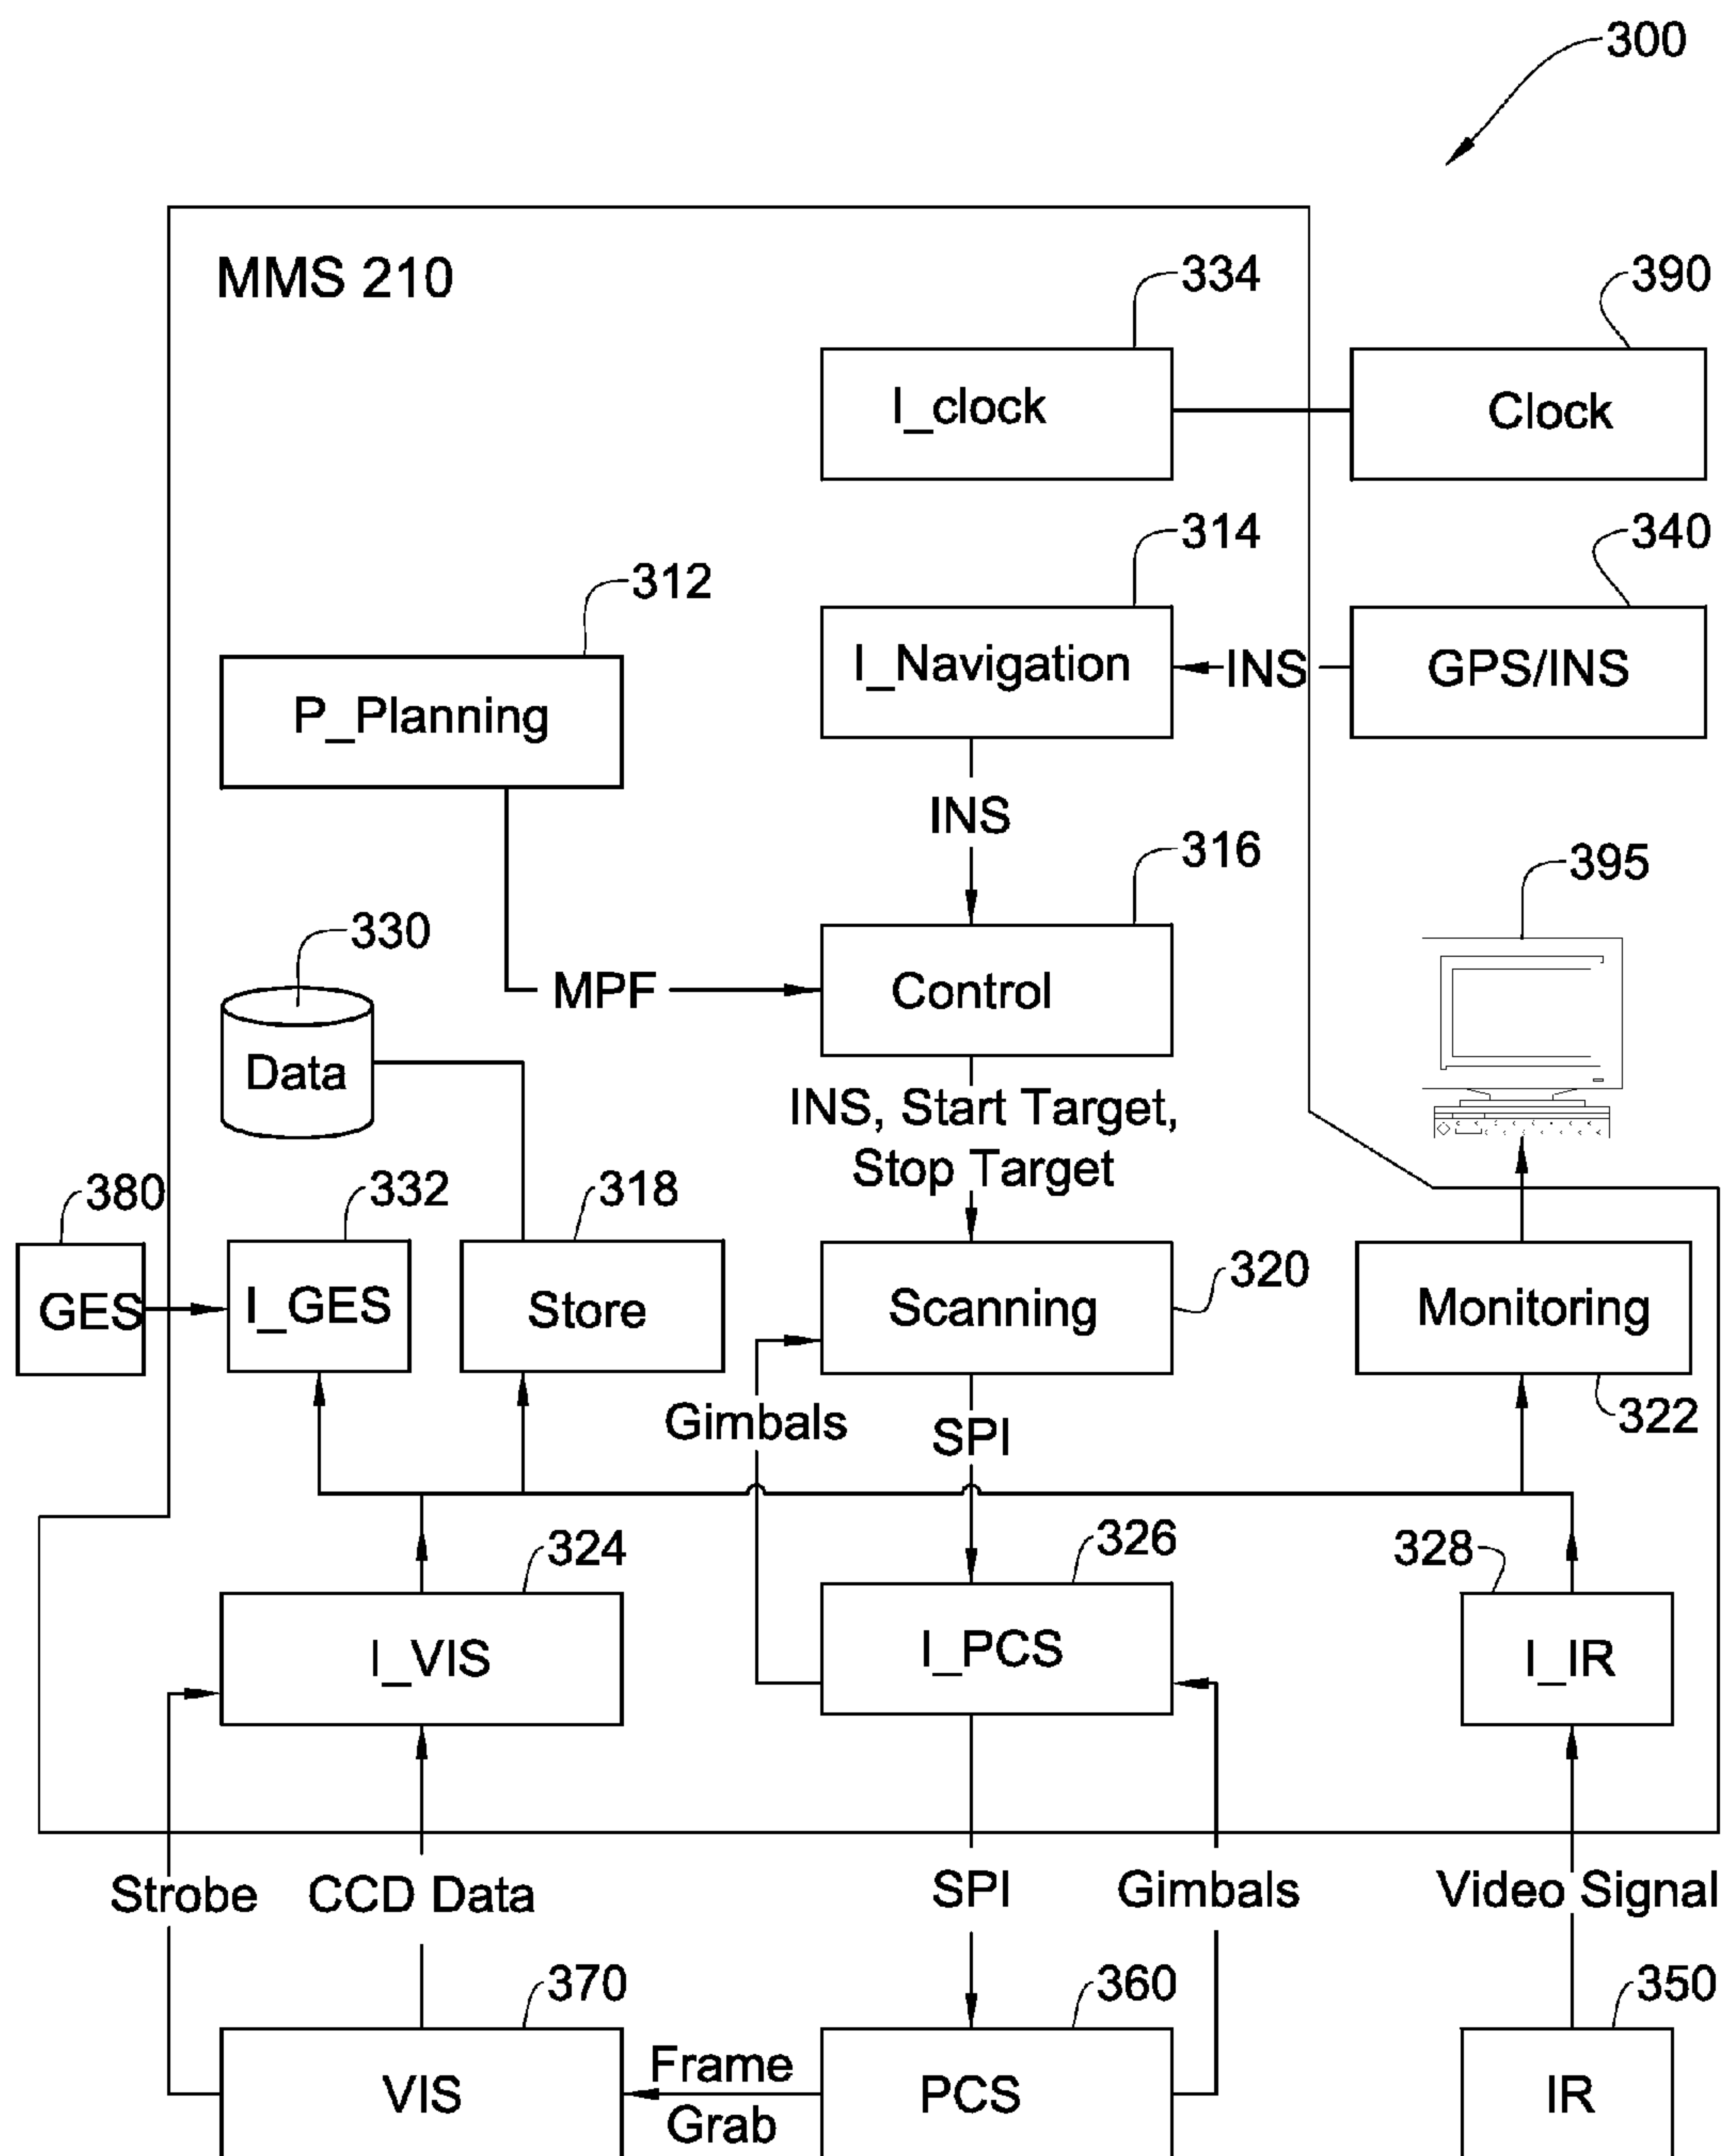 300
MMS 210
334
390
I_clock
Clock
314
340
312
I_Navigation
INS
GPS/INS
P_Planning
INS
316
395
330
MPF
Control
Data
INS, Start Target,
Stop Target
380
332
318
320
GES
I_GES
Store
Scanning
Monitoring
322
Gimbals
SPI
324
326
328
I_VIS
I_PCS
I_IR
Strobe
CCD Data
SPI
Gimbals
Video Signal
370
360
350
VIS
Frame
Grab
PCS
IR